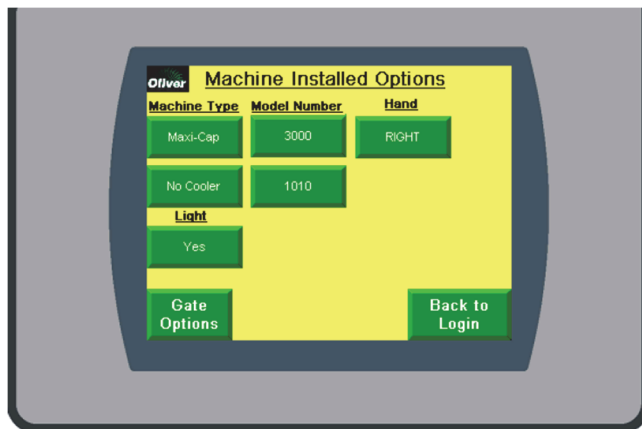 Oliver
Machine Installed Options
Machine Type Model Number Hand
Maxi-Cap 3000 RIGHT
No Cooler 1010
Light
Yes
Gate Options
Back to Login